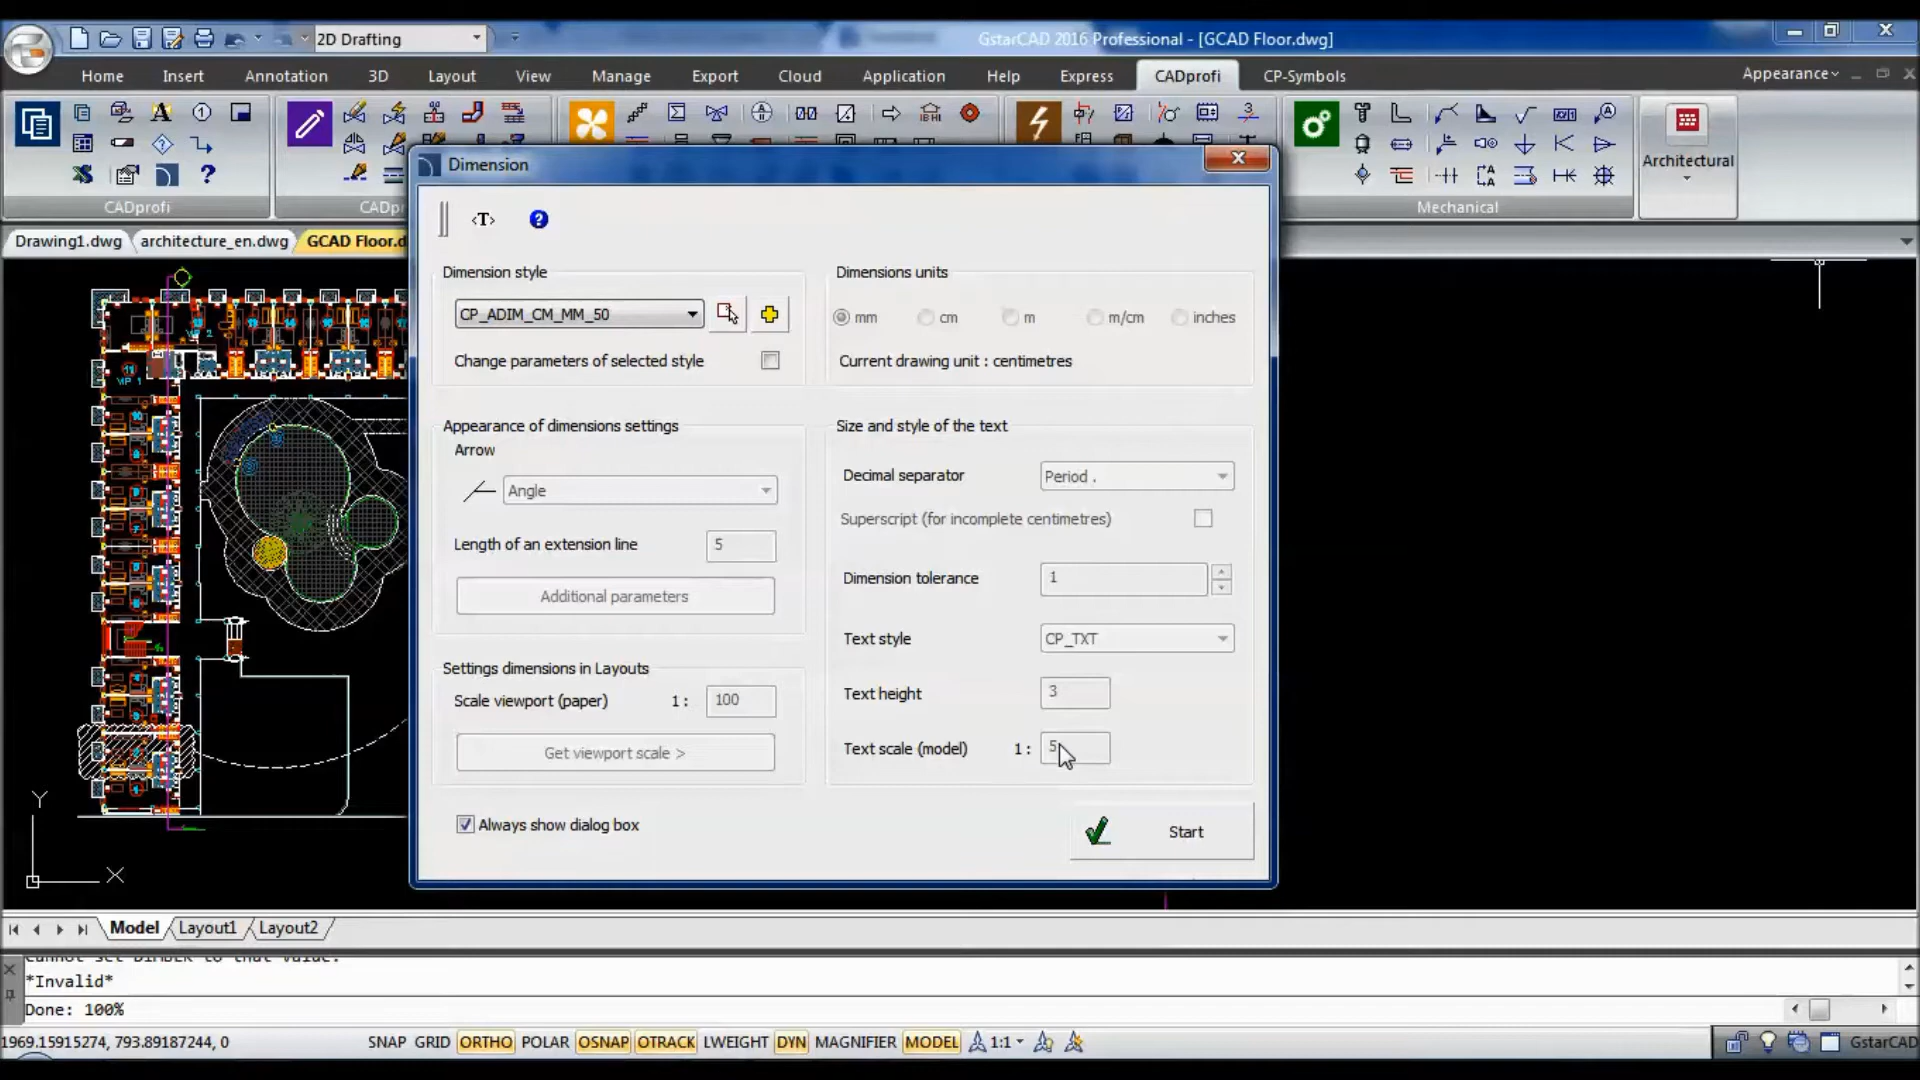 2D Drafting
GstarCAD 2016 Professional - [GCAD Floor.dwg]
Home Insert Annotation 3D Layout View Manage Export Cloud Application Help Express CADprofi CP-Symbols Appearance
Architectural
CADprofi
Mechanical
Drawing1.dwg architecture_en.dwg GCAD Floor.d
Dimension
<T>
Dimension style
CP_ADIM_CM_MM_50
Change parameters of selected style
Dimensions units
mm cm m m/cm inches
Current drawing unit : centimetres
Appearance of dimensions settings
Arrow
Angle
Length of an extension line 5
Additional parameters
Settings dimensions in Layouts
Scale viewport (paper) 1 : 100
Get viewport scale >
Always show dialog box
Size and style of the text
Decimal separator Period .
Superscript (for incomplete centimetres)
Dimension tolerance 1
Text style CP_TXT
Text height 3
Text scale (model) 1 : 5
Start
Y
X
Model Layout1 Layout2
*Invalid*
Done: 100%
1969.15915274, 793.89187244, 0 SNAP GRID ORTHO POLAR OSNAP OTRACK LWEIGHT DYN MAGNIFIER MODEL 1:1 GstarCAD